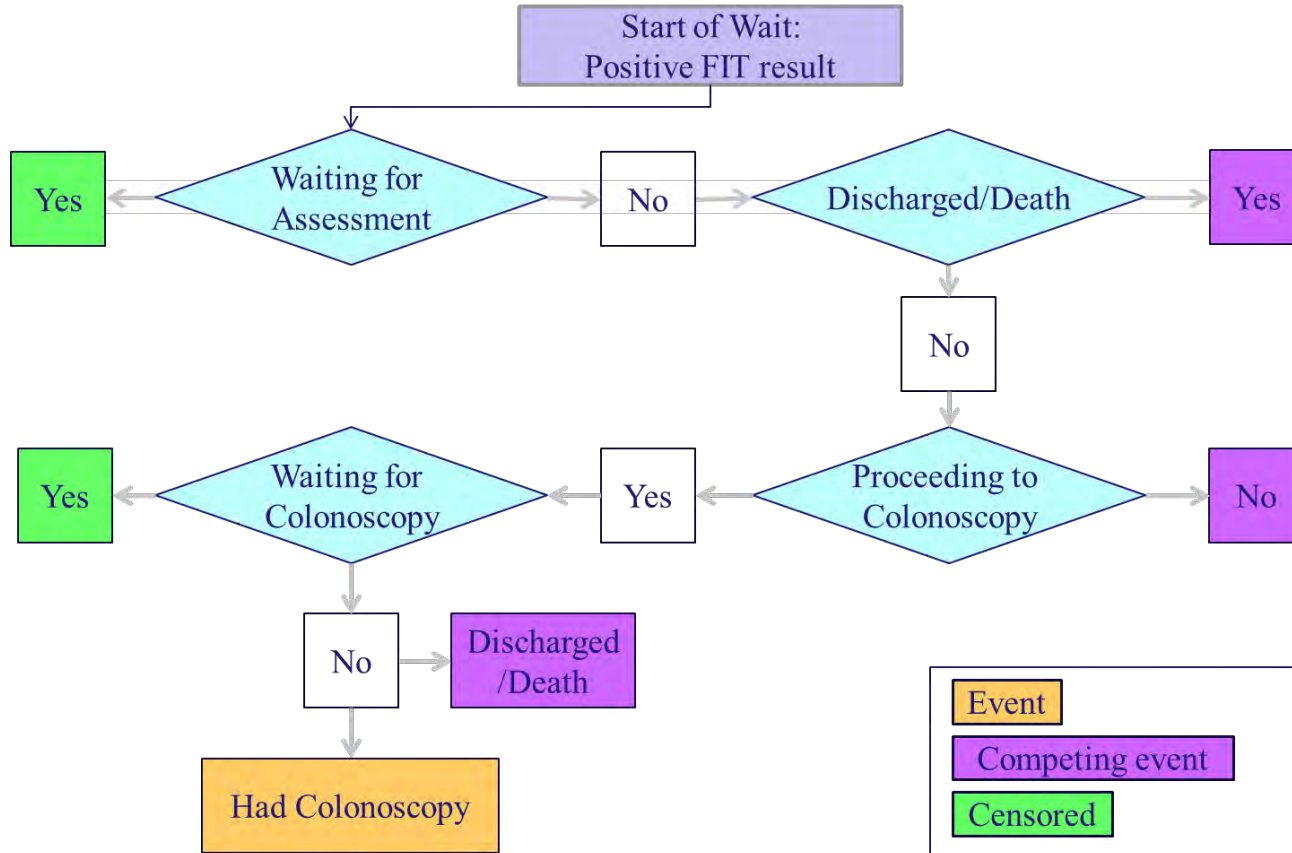 Start of Wait:
Positive FIT result
Yes
Waiting for
Assessment
No
Discharged/Death
Yes
No
Yes
Waiting for
Colonoscopy
Yes
Proceeding to
Colonoscopy
No
No
Discharged
/Death
Had Colonoscopy
Event
Competing event
Censored